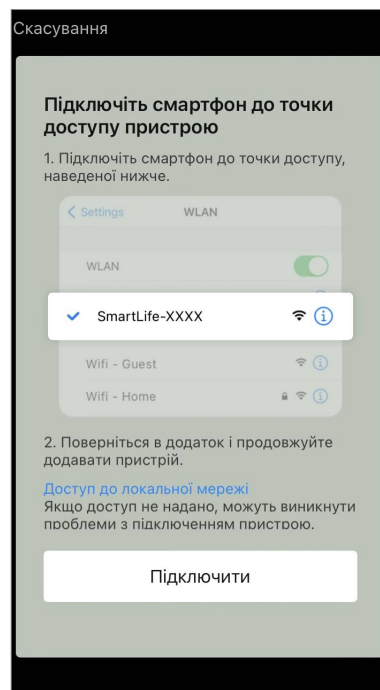 Скасування
Підключіть смартфон до точки
доступу пристрою
1. Підключіть смартфон до точки доступу,
наведеної нижче.
Settings WLAN
WLAN
SmartLife-XXXX
Wifi - Guest
Wifi - Home
2. Поверніться в додаток і продовжуйте
додавати пристрій.
Доступ до локальної мережі
Якщо доступ не надано, можуть виникнути
проблеми з підключенням пристрою.
Підключити